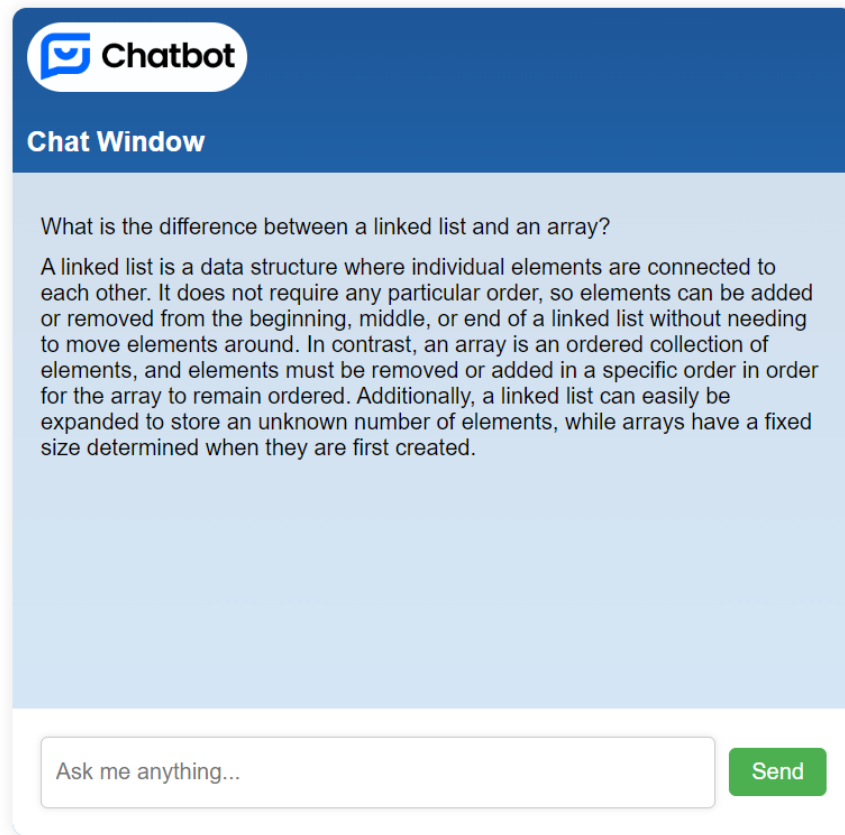 Chatbot
Chat Window
What is the difference between a linked list and an array?
A linked list is a data structure where individual elements are connected to
each other. It does not require any particular order, so elements can be added
or removed from the beginning, middle, or end of a linked list without needing
to move elements around. In contrast, an array is an ordered collection of
elements, and elements must be removed or added in a specific order in order
for the array to remain ordered. Additionally, a linked list can easily be
expanded to store an unknown number of elements, while arrays have a fixed
size determined when they are first created.
Ask me anything...
Send